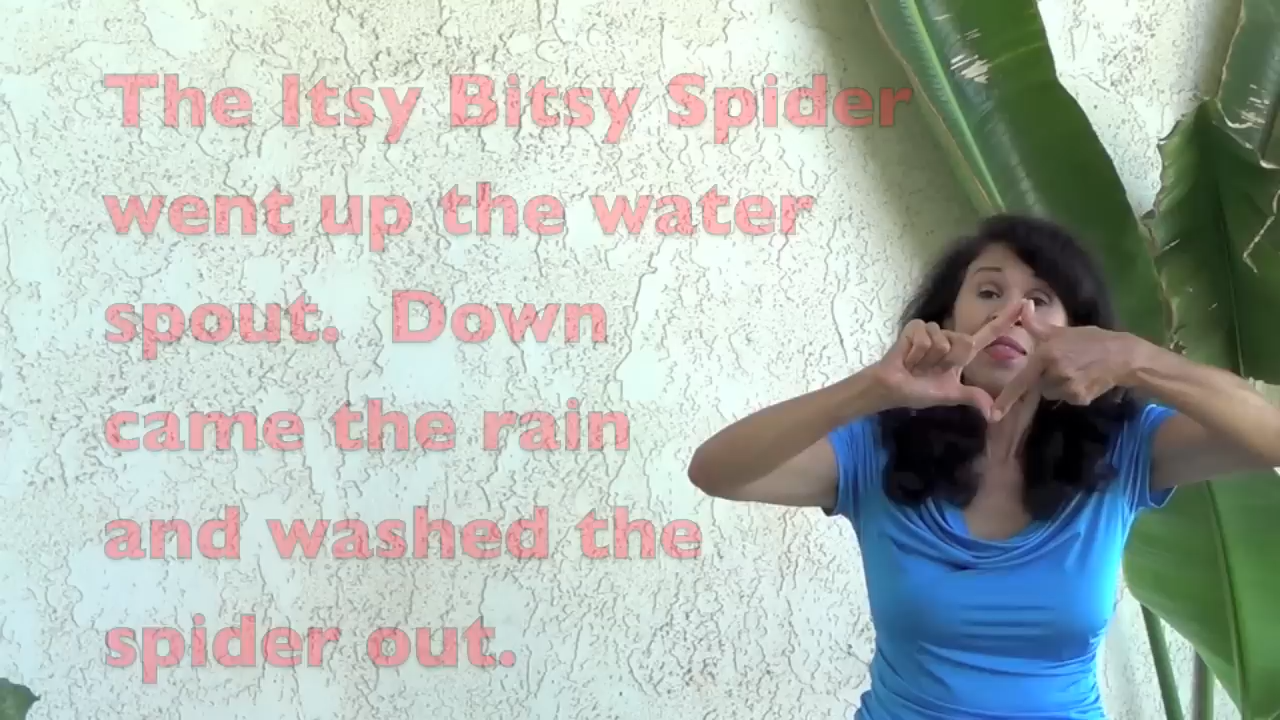 The Itsy Bitsy Spider
went up the water
spout. Down
came the rain
and washed the
spider out.